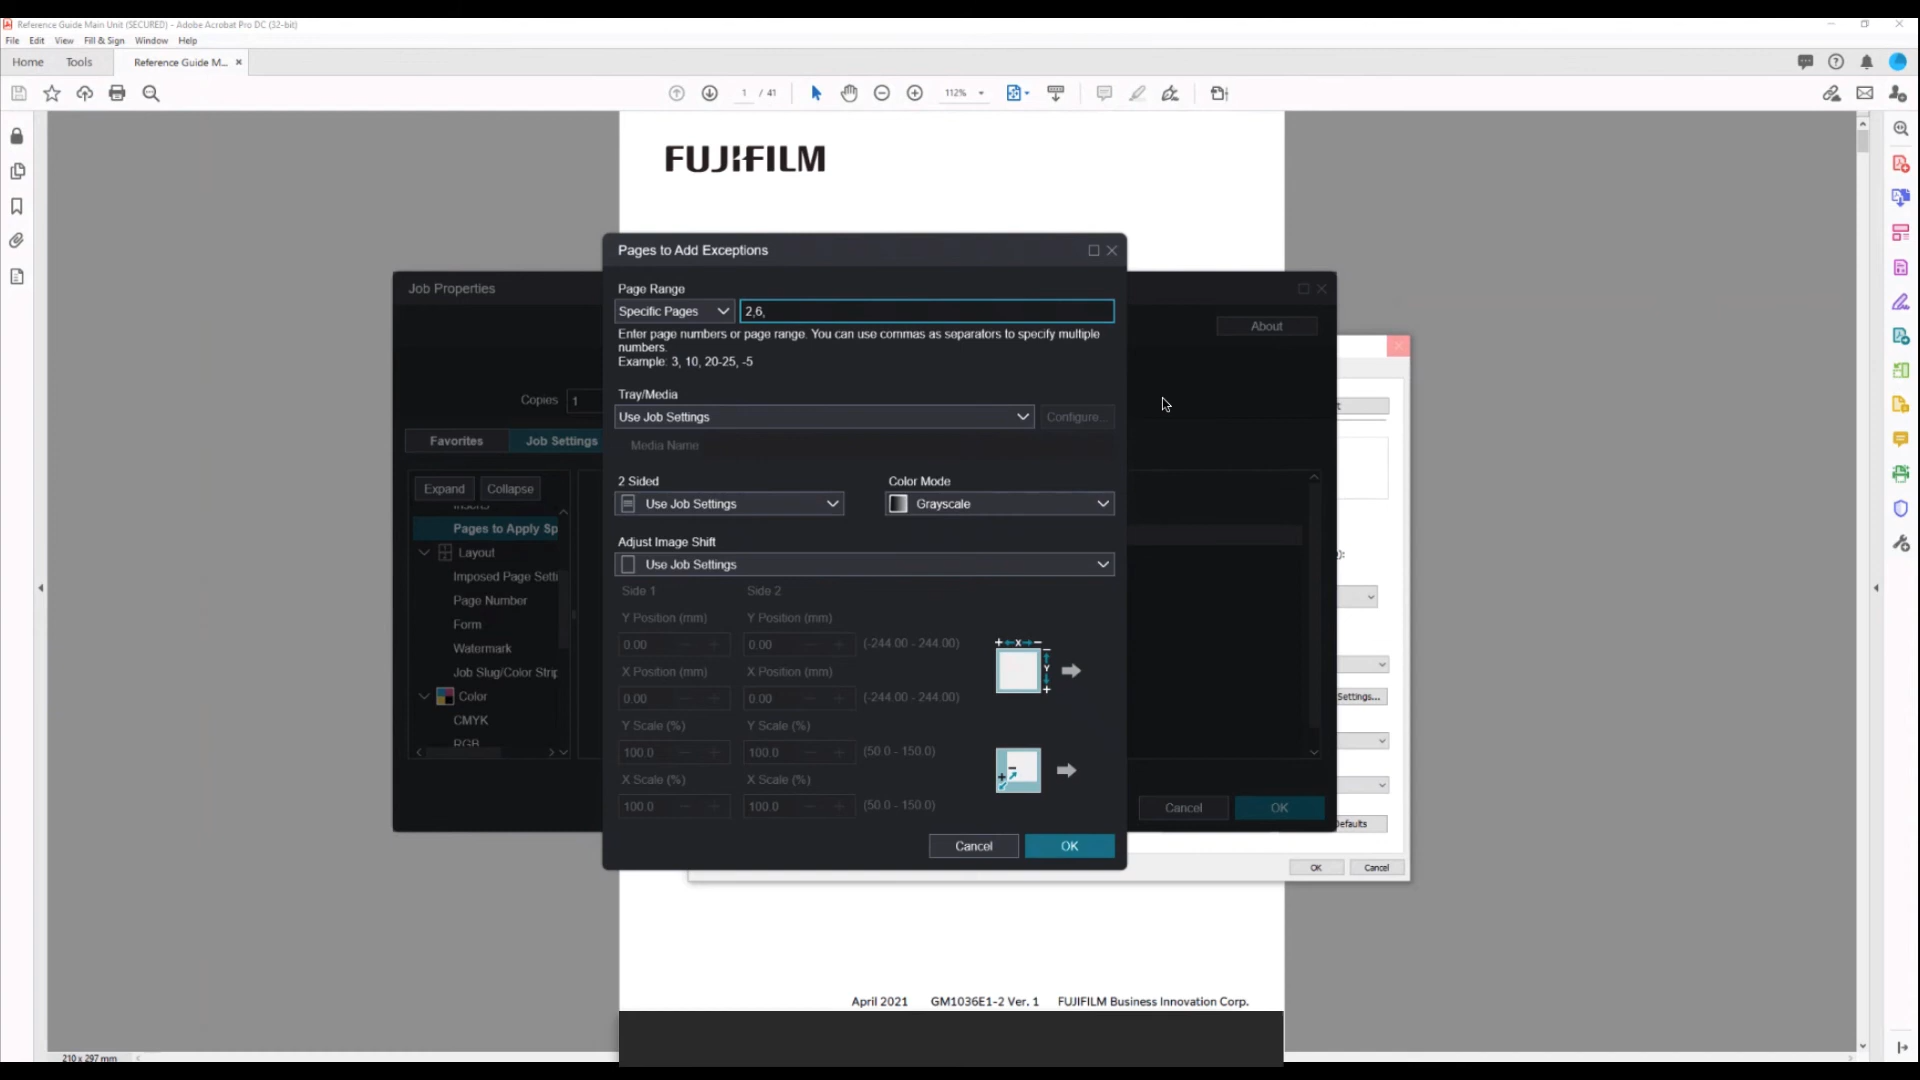 Reference Guide Main Unit (SECURED) - Adobe Acrobat Pro DC (32-bit)
File Edit View Fill & Sign Window Help
Home Tools Reference Guide M...
1 / 41 112%
FUJIFILM
Pages to Add Exceptions
Job Properties
Page Range
Specific Pages 2,6,
Enter page numbers or page range. You can use commas as separators to specify multiple
numbers.
Example: 3, 10, 20-25, -5
About
Tray/Media
Copies 1
Use Job Settings Configure...
Favorites Job Settings
Media Name
2 Sided Color Mode
Expand Collapse
Use Job Settings Grayscale
Inserts
Pages to Apply Sp
Adjust Image Shift
Layout
Use Job Settings
Imposed Page Setti
Side 1 Side 2
Page Number
Y Position (mm) Y Position (mm)
Form
0.00 0.00 (-244.00 - 244.00)
+ X -
Y
+
Watermark
X Position (mm) X Position (mm)
Job Slug/Color Strip
0.00 0.00 (-244.00 - 244.00)
Color
Settings...
CMYK
Y Scale (%) Y Scale (%)
RGB
100.0 100.0 (50.0 - 150.0)
X Scale (%) X Scale (%)
100.0 100.0 (50.0 - 150.0)
Cancel OK
Cancel OK
OK Cancel
April 2021 GM1036E1-2 Ver. 1 FUJIFILM Business Innovation Corp.
210 x 297 mm